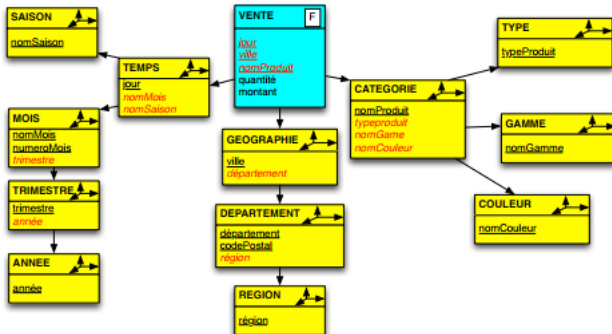 SAISON
nomSaison
TEMPS
jour
nomMois
nomSaison
MOIS
nomMois
numeroMois
trimestre
TRIMESTRE
trimestre
année
ANNEE
année
VENTE
F
jour
ville
nomProduit
quantité
montant
GEOGRAPHIE
ville
département
DEPARTEMENT
département
codePostal
région
REGION
région
CATEGORIE
nomProduit
typeproduit
nomGame
nomCouleur
TYPE
typeProduit
GAMME
nomGamme
COULEUR
nomCouleur